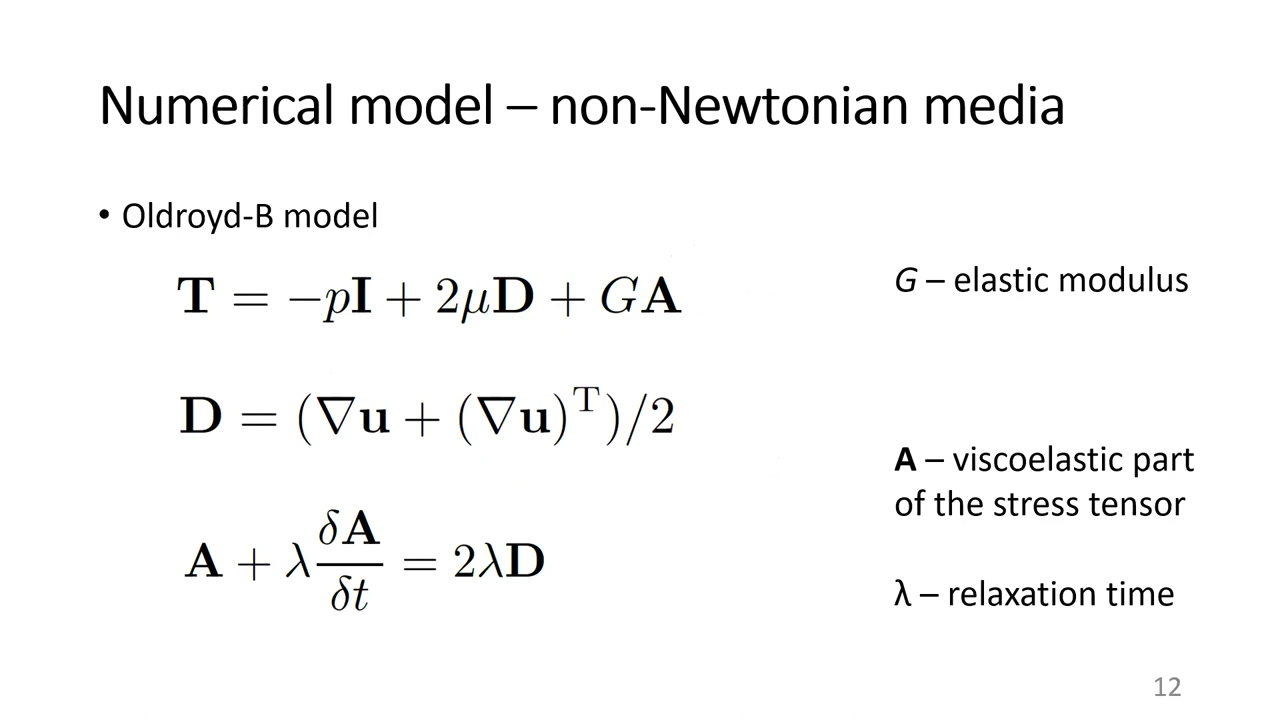 Numerical model – non-Newtonian media
• Oldroyd-B model
T = −pI + 2μD + GA
G – elastic modulus
D = (∇u + (∇u)ᵀ)/2
A – viscoelastic part
of the stress tensor
A + λ δA/δt = 2λD
λ – relaxation time
12